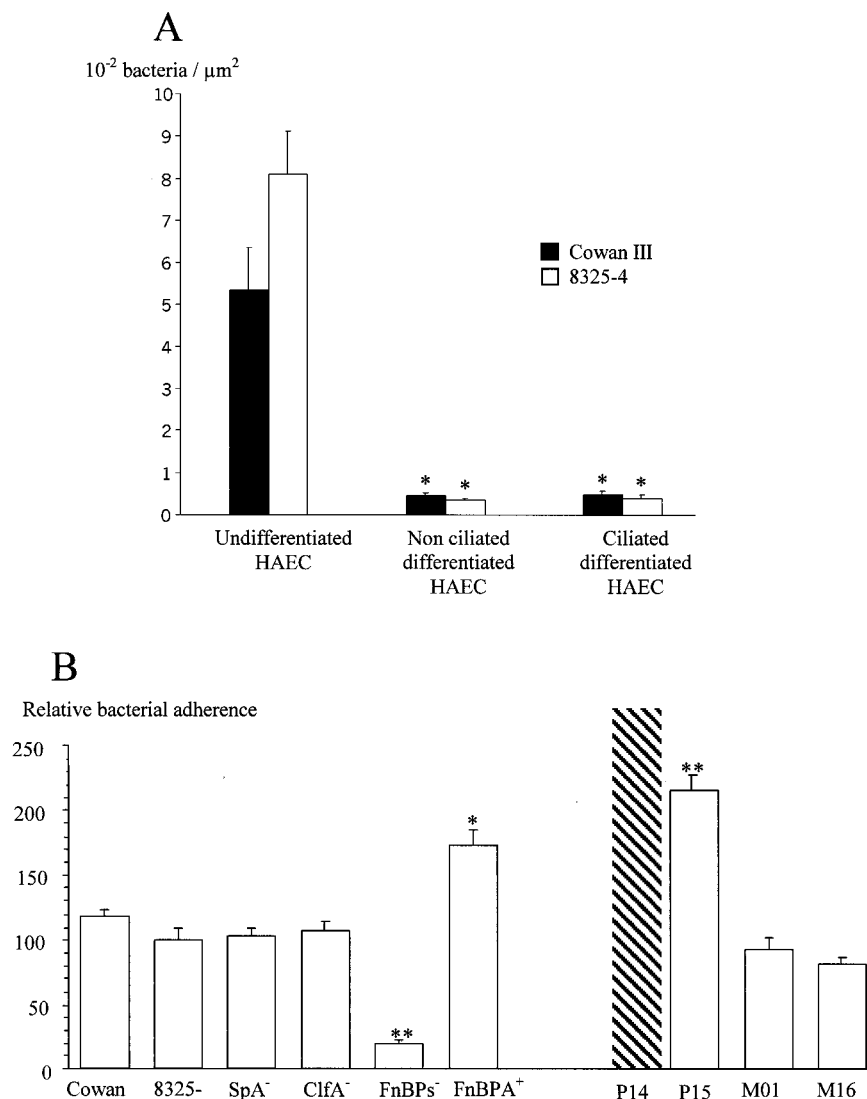 A
10⁻² bacteria / µm²
10
9
8
7
6
5
4
3
2
1
0
Cowan III
8325-4
* * * *
Undifferentiated HAEC
Non ciliated differentiated HAEC
Ciliated differentiated HAEC
B
Relative bacterial adherence
250
200
150
100
50
0
** * **
Cowan 8325- SpA⁻ ClfA⁻ FnBPs⁻ FnBPA⁺ P14 P15 M01 M16